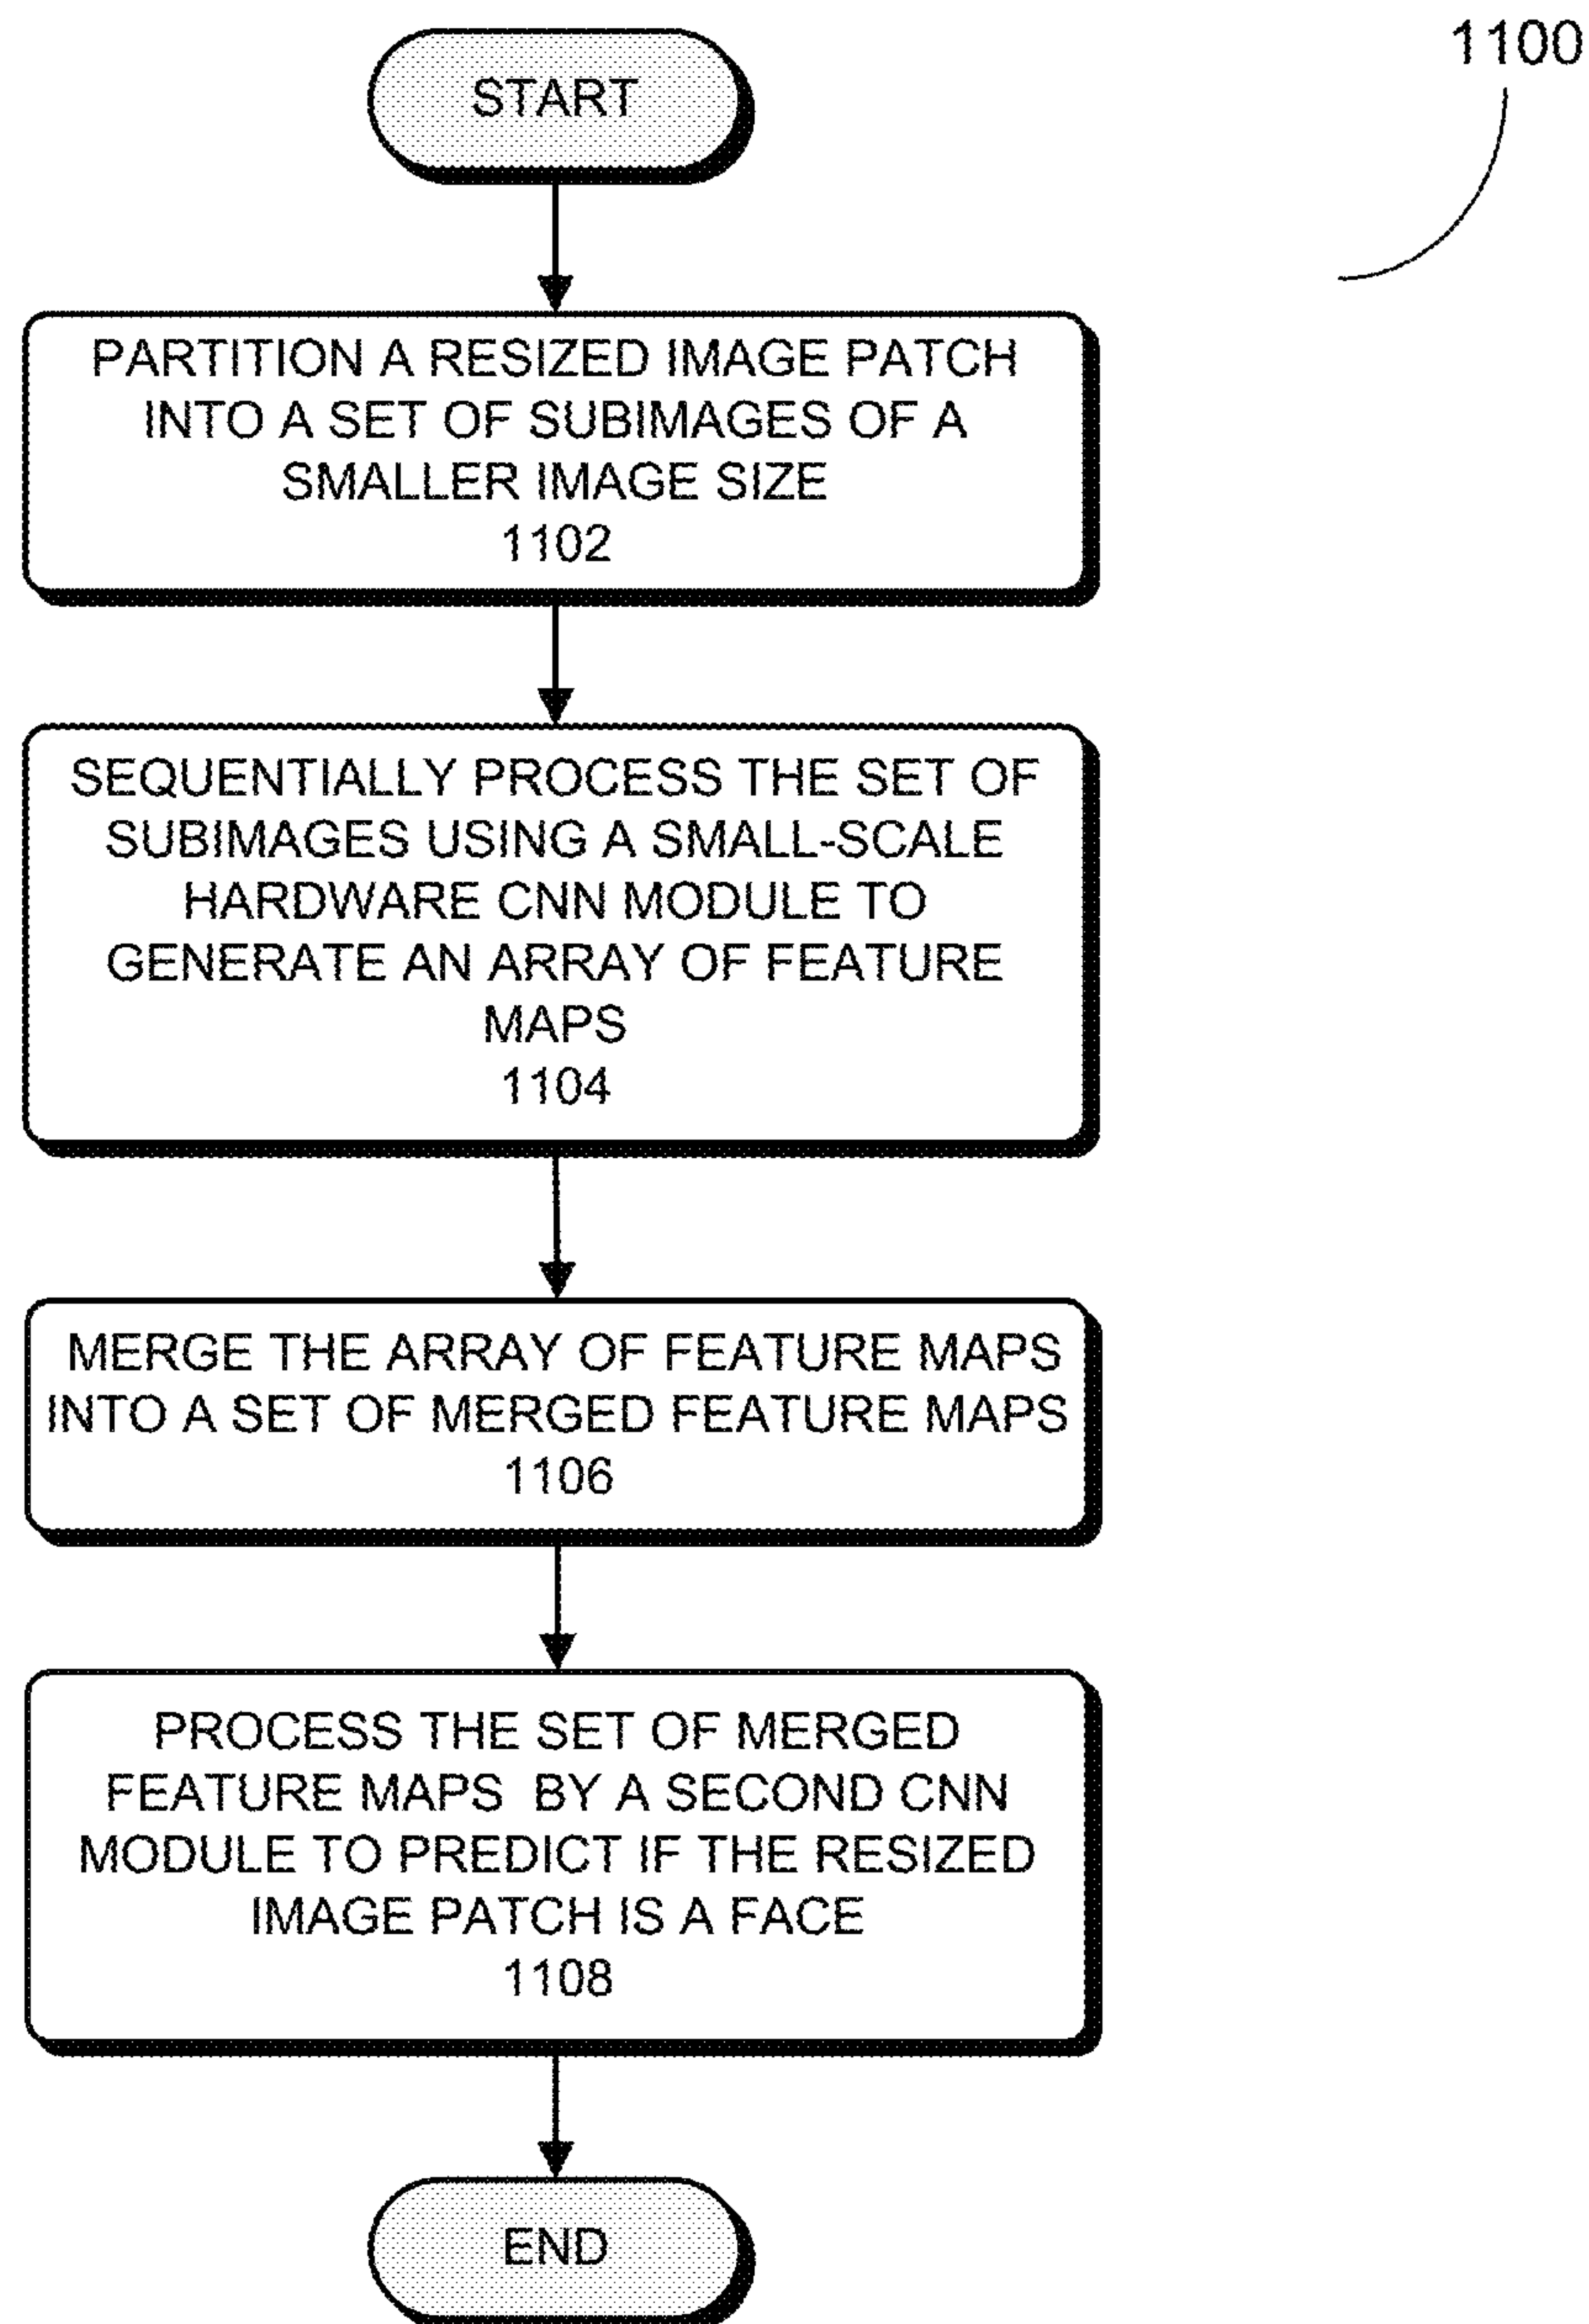 1100
START
PARTITION A RESIZED IMAGE PATCH
INTO A SET OF SUBIMAGES OF A
SMALLER IMAGE SIZE
1102
SEQUENTIALLY PROCESS THE SET OF
SUBIMAGES USING A SMALL-SCALE
HARDWARE CNN MODULE TO
GENERATE AN ARRAY OF FEATURE
MAPS
1104
MERGE THE ARRAY OF FEATURE MAPS
INTO A SET OF MERGED FEATURE MAPS
1106
PROCESS THE SET OF MERGED
FEATURE MAPS BY A SECOND CNN
MODULE TO PREDICT IF THE RESIZED
IMAGE PATCH IS A FACE
1108
END